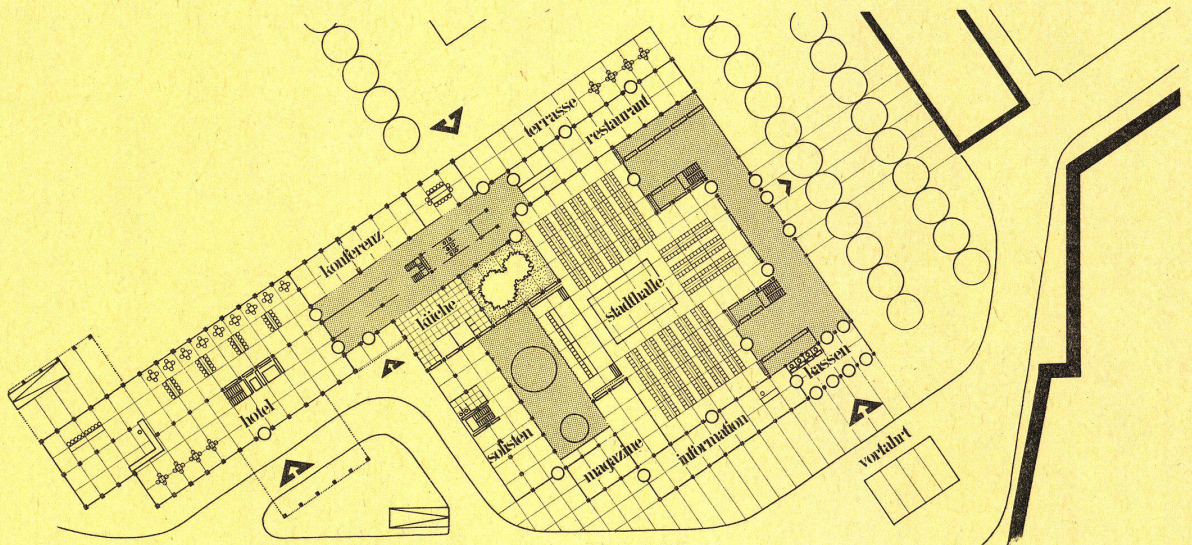 terrasse
restaurant
konferenz
küche
stadthalle
kassen
hotel
solisten
magazine
information
vorfahrt